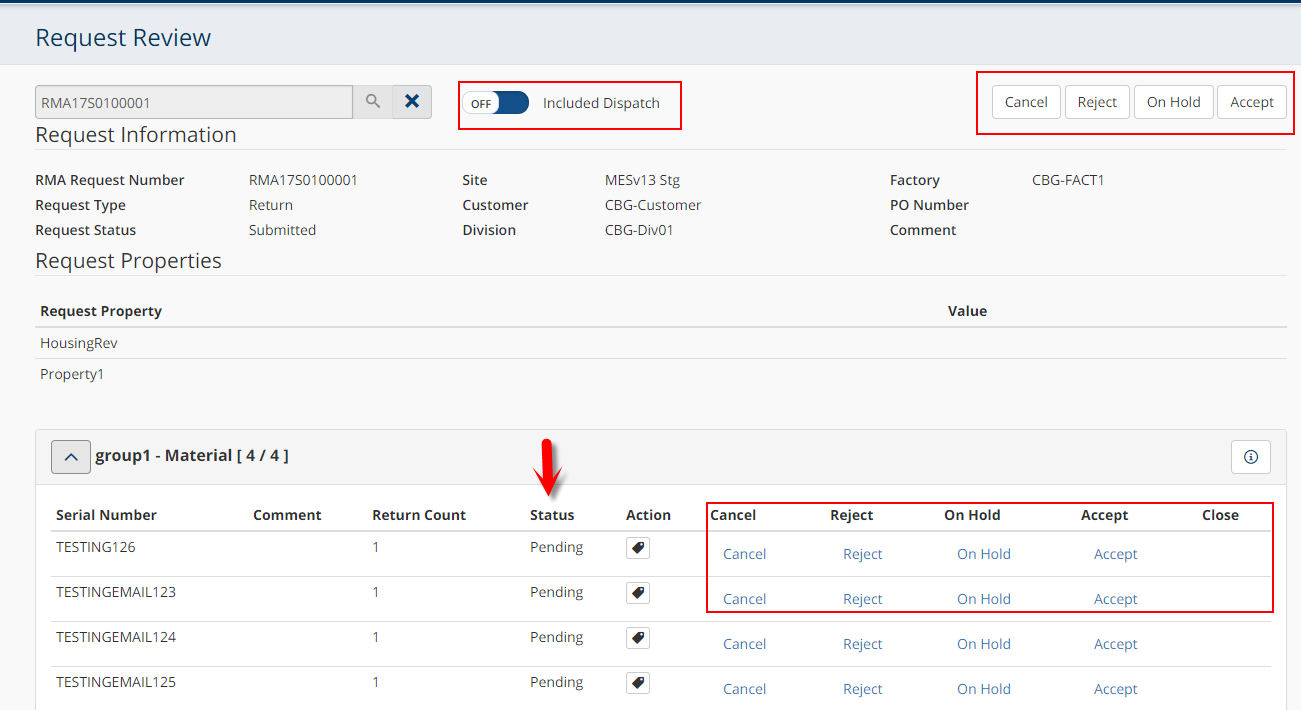 Request Review
RMA17S0100001 OFF Included Dispatch Cancel Reject On Hold Accept
Request Information
RMA Request Number RMA17S0100001 Site MESv13 Stg Factory CBG-FACT1
Request Type Return Customer CBG-Customer PO Number
Request Status Submitted Division CBG-Div01 Comment
Request Properties
Request Property Value
HousingRev
Property1
group1 - Material [ 4 / 4 ]
Serial Number Comment Return Count Status Action Cancel Reject On Hold Accept Close
TESTING126 1 Pending Cancel Reject On Hold Accept
TESTINGEMAIL123 1 Pending Cancel Reject On Hold Accept
TESTINGEMAIL124 1 Pending Cancel Reject On Hold Accept
TESTINGEMAIL125 1 Pending Cancel Reject On Hold Accept